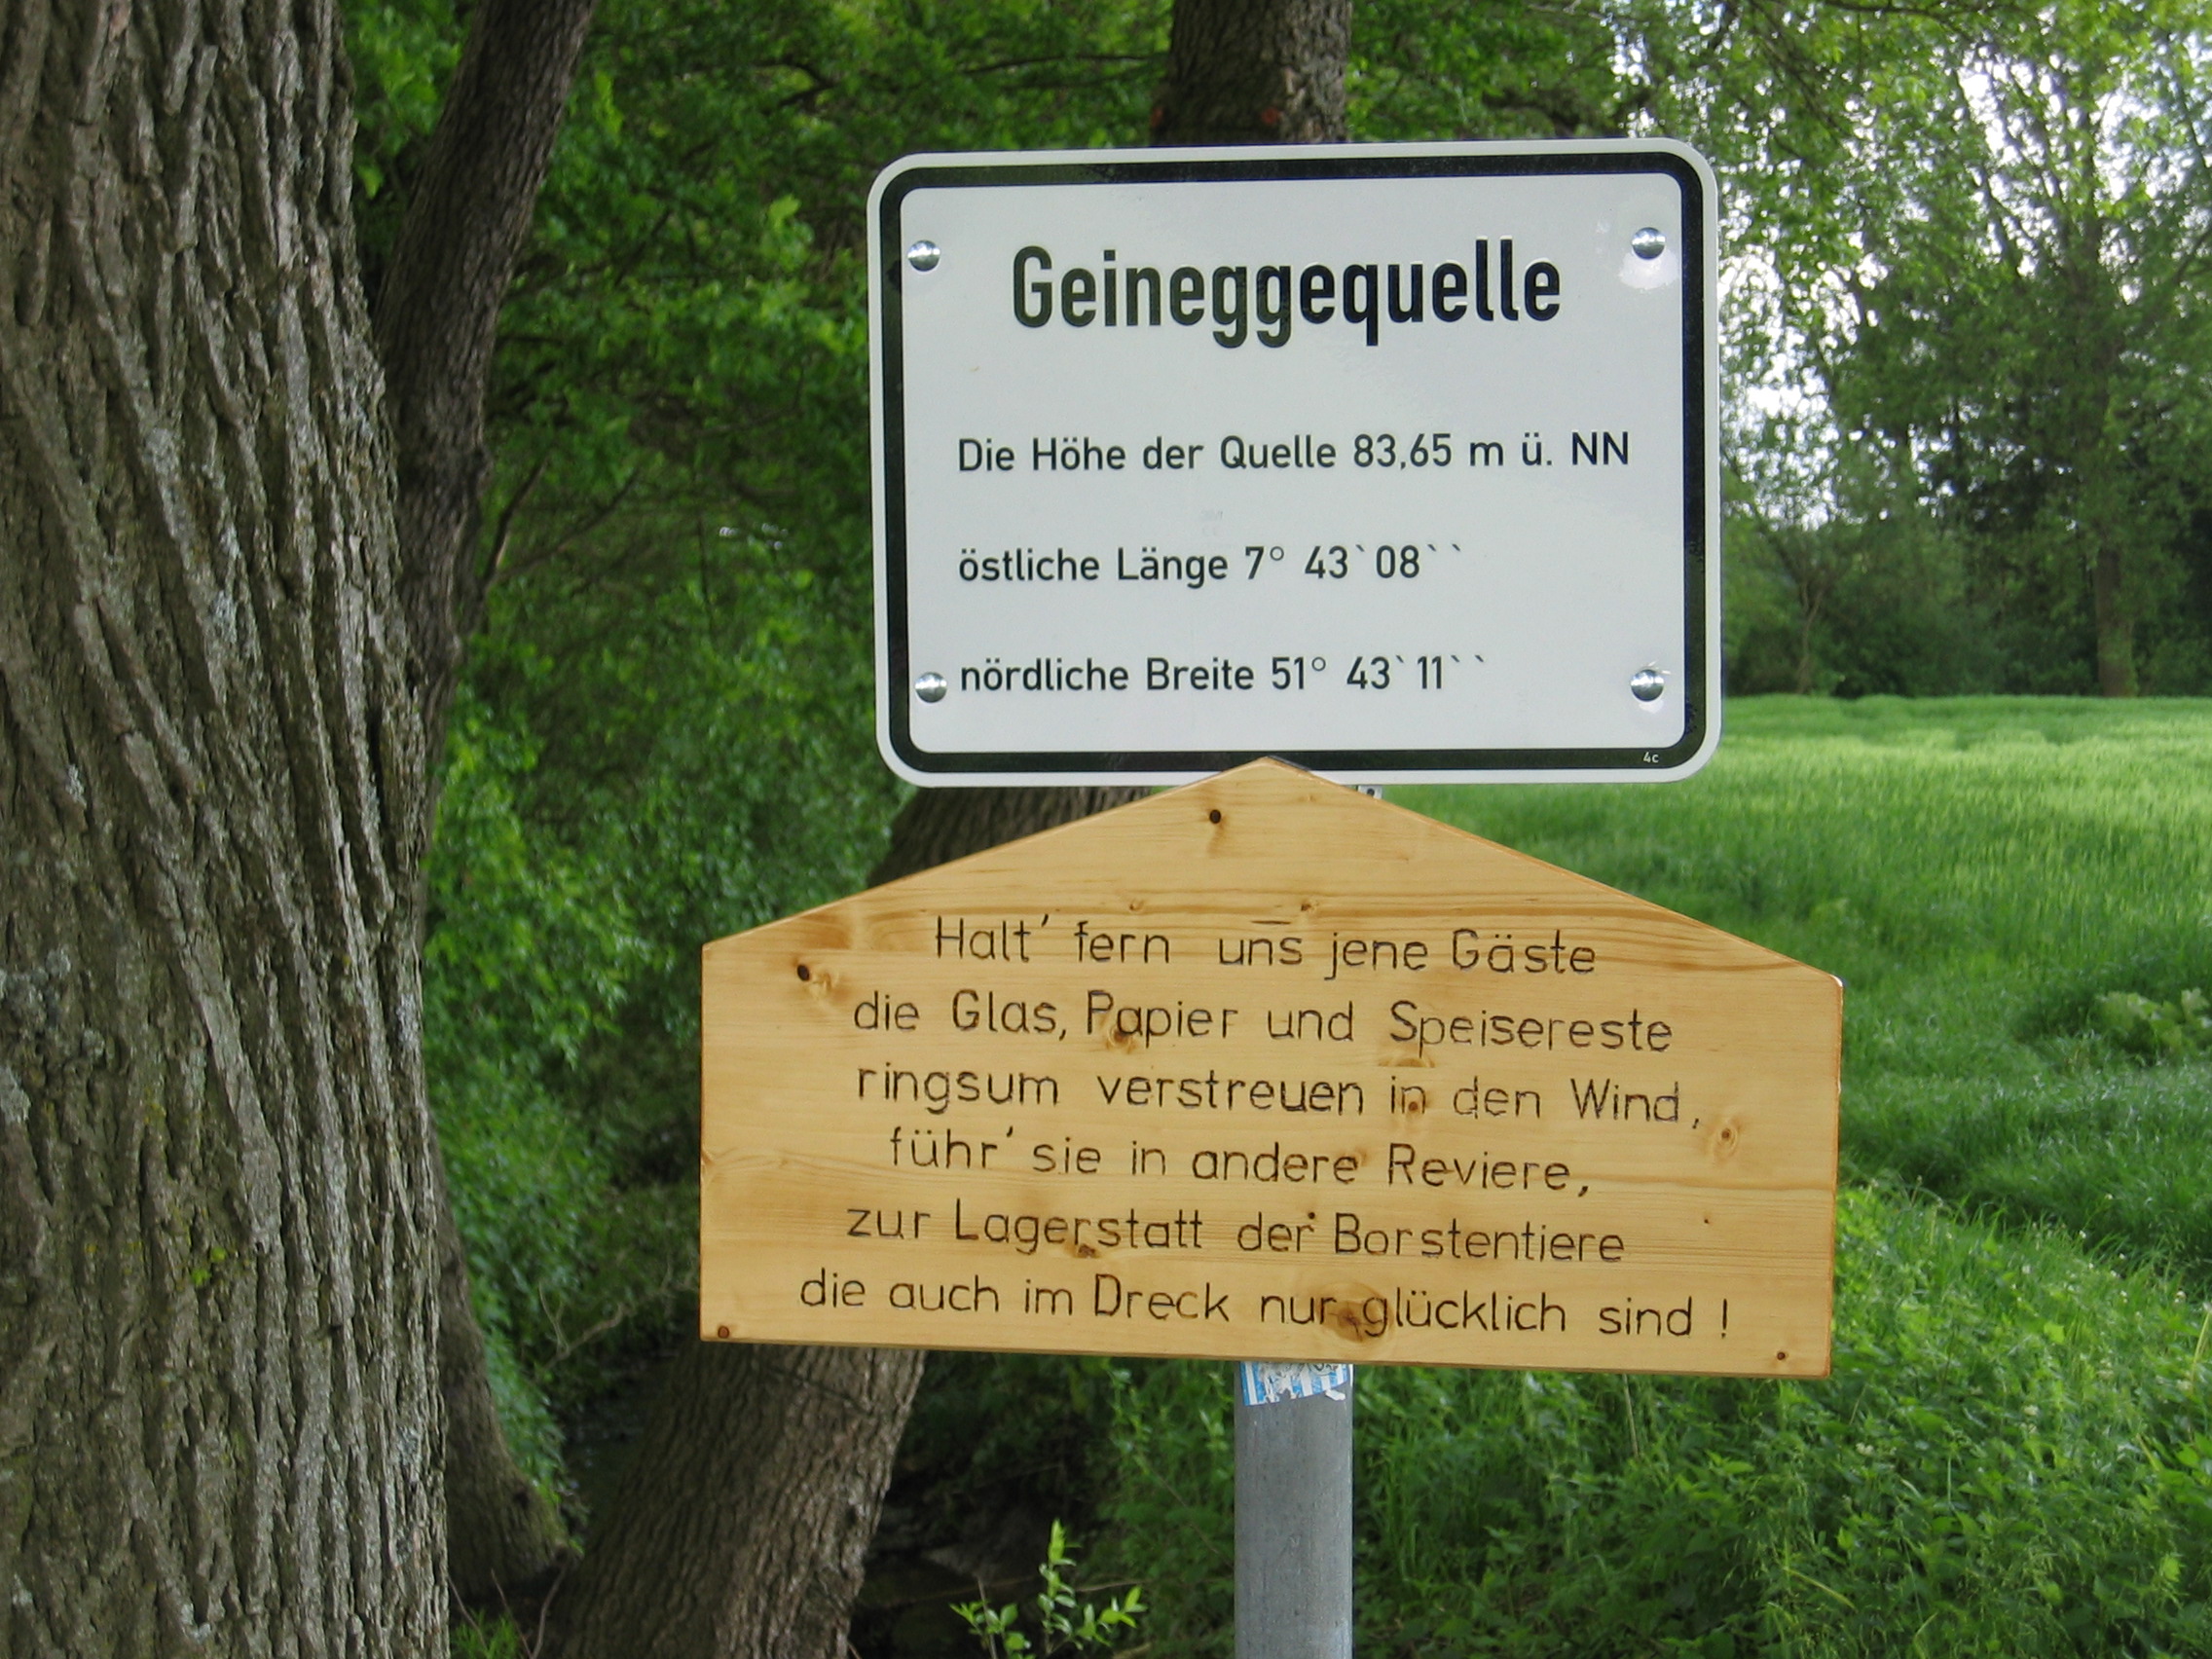 Geineggequelle
Die Höhe der Quelle 83,65 m ü. NN
östliche Länge 7° 43`08``
nördliche Breite 51° 43`11``
4c
Halt' fern uns jene Gäste
die Glas, Papier und Speisereste
ringsum verstreuen in den Wind,
führ' sie in andere Reviere,
zur Lagerstatt der Borstentiere
die auch im Dreck nur glücklich sind !